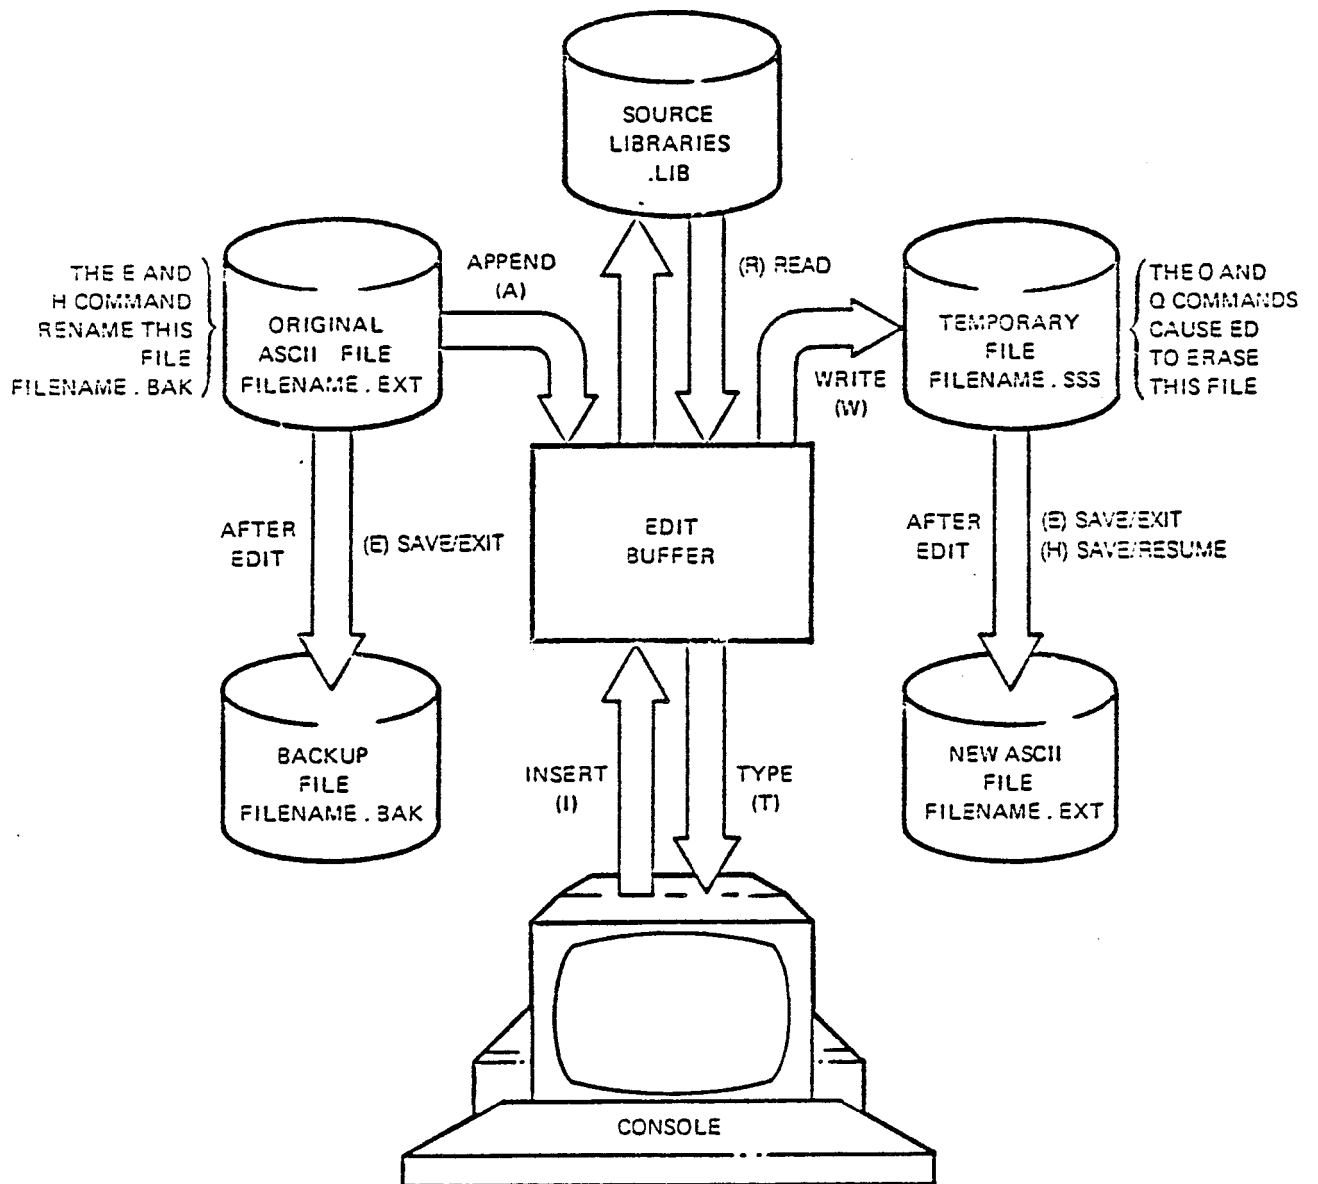 SOURCE
LIBRARIES
.LIB
THE E AND
H COMMAND
RENAME THIS
FILE
FILENAME . BAK
ORIGINAL
ASCII FILE
FILENAME . EXT
APPEND
(A)
(R) READ
WRITE
(W)
TEMPORARY
FILE
FILENAME . SSS
THE O AND
Q COMMANDS
CAUSE ED
TO ERASE
THIS FILE
AFTER
EDIT
(E) SAVE/EXIT
EDIT
BUFFER
AFTER
EDIT
(E) SAVE/EXIT
(H) SAVE/RESUME
BACKUP
FILE
FILENAME . BAK
INSERT
(I)
TYPE
(T)
NEW ASCII
FILE
FILENAME . EXT
CONSOLE